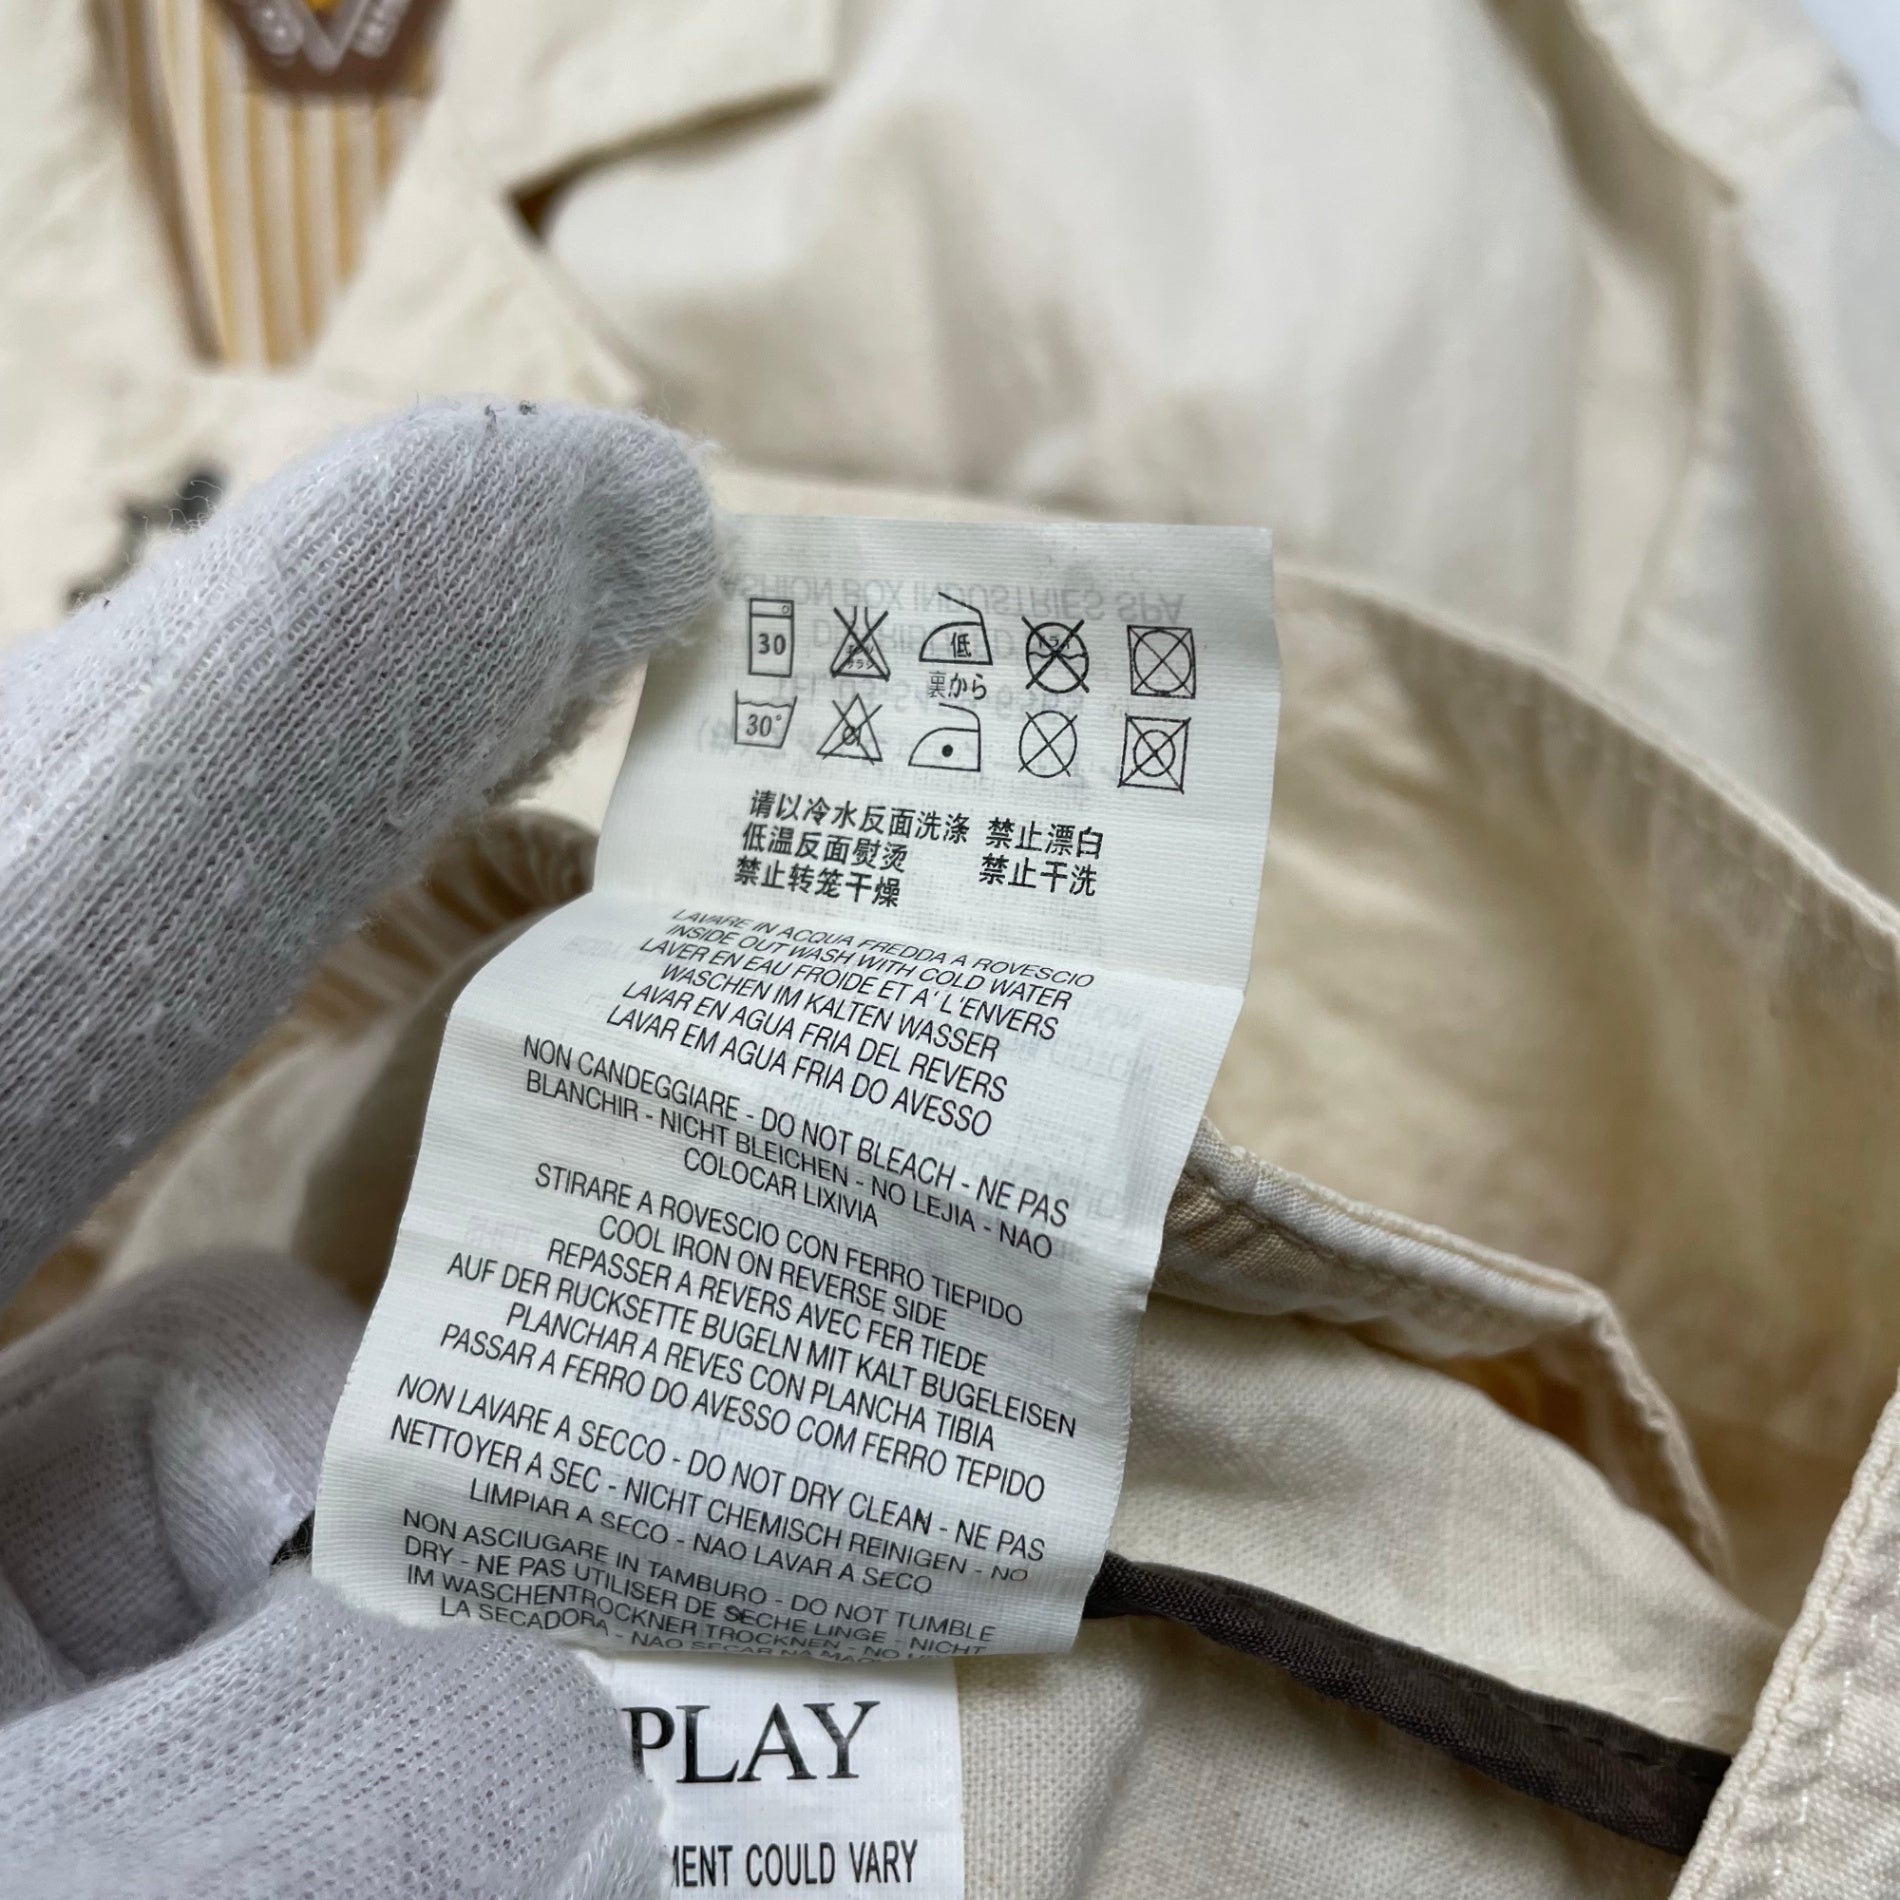 30 低
裏から
30°
请以冷水反面洗涤 禁止漂白
低温反面熨烫 禁止干洗
禁止转笼干燥
LAVARE IN ACQUA FREDDA A ROVESCIO
INSIDE OUT WASH WITH COLD WATER
LAVER EN EAU FROIDE ET A' L'ENVERS
WASCHEN IM KALTEN WASSER
LAVAR EN AGUA FRIA DEL REVERS
LAVAR EM AGUA FRIA DO AVESSO
NON CANDEGGIARE - DO NOT BLEACH - NE PAS
BLANCHIR - NICHT BLEICHEN - NO LEJIA - NAO
COLOCAR LIXIVIA
STIRARE A ROVESCIO CON FERRO TIEPIDO
COOL IRON ON REVERSE SIDE
REPASSER A REVERS AVEC FER TIEDE
AUF DER RUCKSETTE BUGELN MIT KALT BUGELEISEN
PLANCHAR A REVES CON PLANCHA TIBIA
PASSAR A FERRO DO AVESSO COM FERRO TEPIDO
NON LAVARE A SECCO - DO NOT DRY CLEAN - NE PAS
NETTOYER A SEC - NICHT CHEMISCH REINIGEN - NO
LIMPIAR A SECO - NAO LAVAR A SECO
NON ASCIUGARE IN TAMBURO - DO NOT TUMBLE
DRY - NE PAS UTILISER DE SECHE LINGE - NICHT
IM WASCHENTROCKNER TROCKNEN - NO
LA SECADORA - NAO SECAR NA
PLAY
MENT COULD VARY